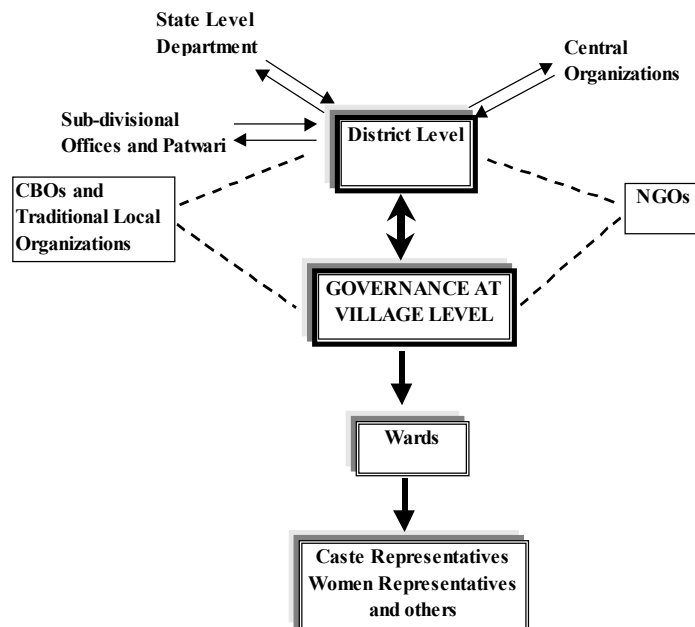 State Level
Department
Central
Organizations
Sub-divisional
Offices and Patwari
District Level
CBOs and
Traditional Local
Organizations
NGOs
GOVERNANCE AT
VILLAGE LEVEL
Wards
Caste Representatives
Women Representatives
and others